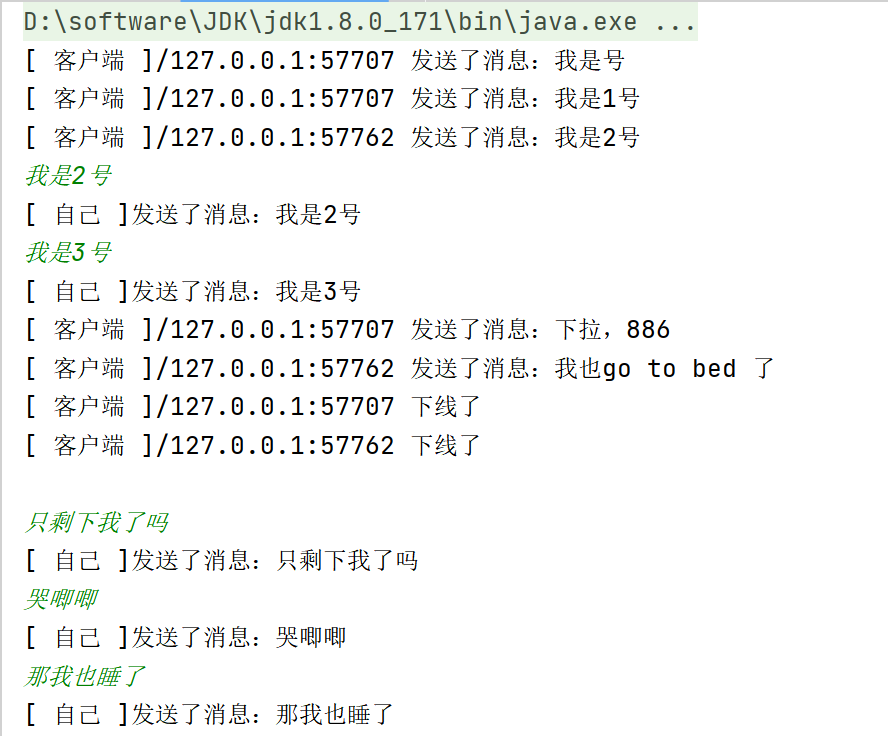 D:\software\JDK\jdk1.8.0_171\bin\java.exe ...
[ 客户端 ]/127.0.0.1:57707 发送了消息: 我是号
[ 客户端 ]/127.0.0.1:57707 发送了消息: 我是1号
[ 客户端 ]/127.0.0.1:57762 发送了消息: 我是2号
我是2号
[ 自己 ]发送了消息: 我是2号
我是3号
[ 自己 ]发送了消息: 我是3号
[ 客户端 ]/127.0.0.1:57707 发送了消息: 下拉，886
[ 客户端 ]/127.0.0.1:57762 发送了消息: 我也go to bed 了
[ 客户端 ]/127.0.0.1:57707 下线了
[ 客户端 ]/127.0.0.1:57762 下线了
只剩下我了吗
[ 自己 ]发送了消息: 只剩下我了吗
哭唧唧
[ 自己 ]发送了消息: 哭唧唧
那我也睡了
[ 自己 ]发送了消息: 那我也睡了